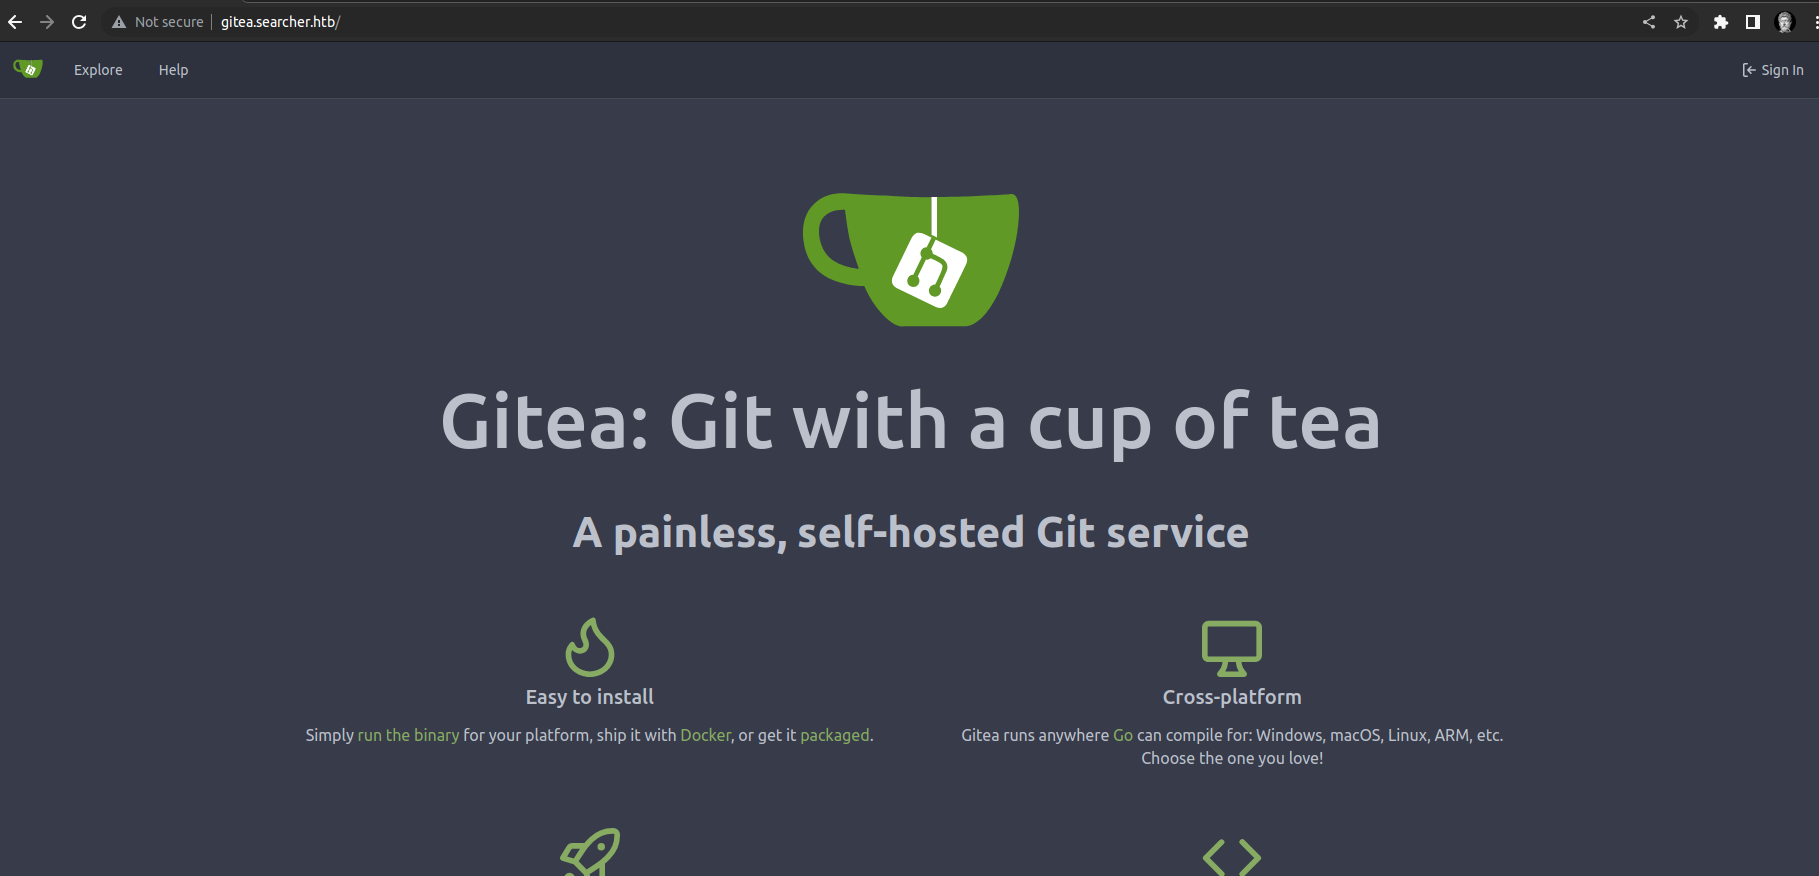 Not secure gitea.searcher.htb/
Explore Help Sign In
Gitea: Git with a cup of tea
A painless, self-hosted Git service
Easy to install
Simply run the binary for your platform, ship it with Docker, or get it packaged.
Cross-platform
Gitea runs anywhere Go can compile for: Windows, macOS, Linux, ARM, etc.
Choose the one you love!